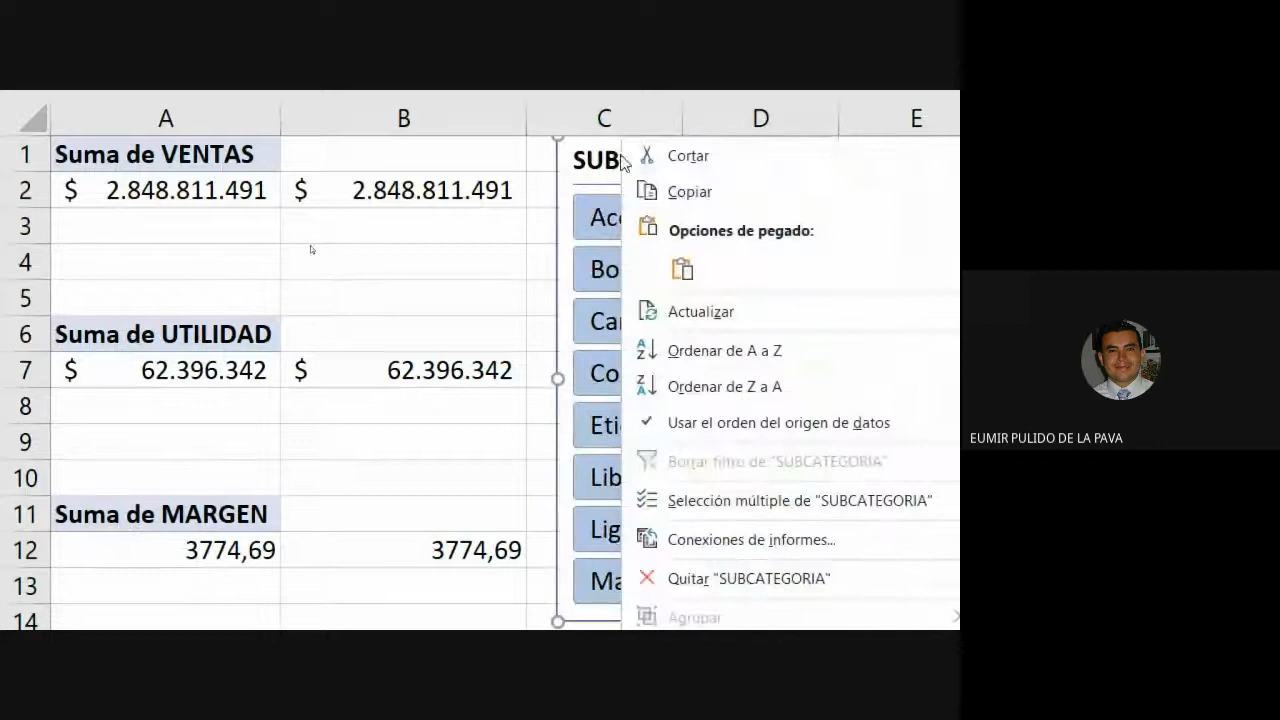 A B C D E
1 Suma de VENTAS
2 $ 2.848.811.491 $ 2.848.811.491
3
4
5
6 Suma de UTILIDAD
7 $ 62.396.342 $ 62.396.342
8
9
10
11 Suma de MARGEN
12 3774,69 3774,69
13
14
SUB
Acc
Bo
Car
Co
Eti
Lib
Lig
Ma
Cortar
Copiar
Opciones de pegado:
Actualizar
Ordenar de A a Z
Ordenar de Z a A
Usar el orden del origen de datos
Borrar filtro de "SUBCATEGORIA"
Selección múltiple de "SUBCATEGORIA"
Conexiones de informes...
Quitar "SUBCATEGORIA"
Agrupar
EUMIR PULIDO DE LA PAVA